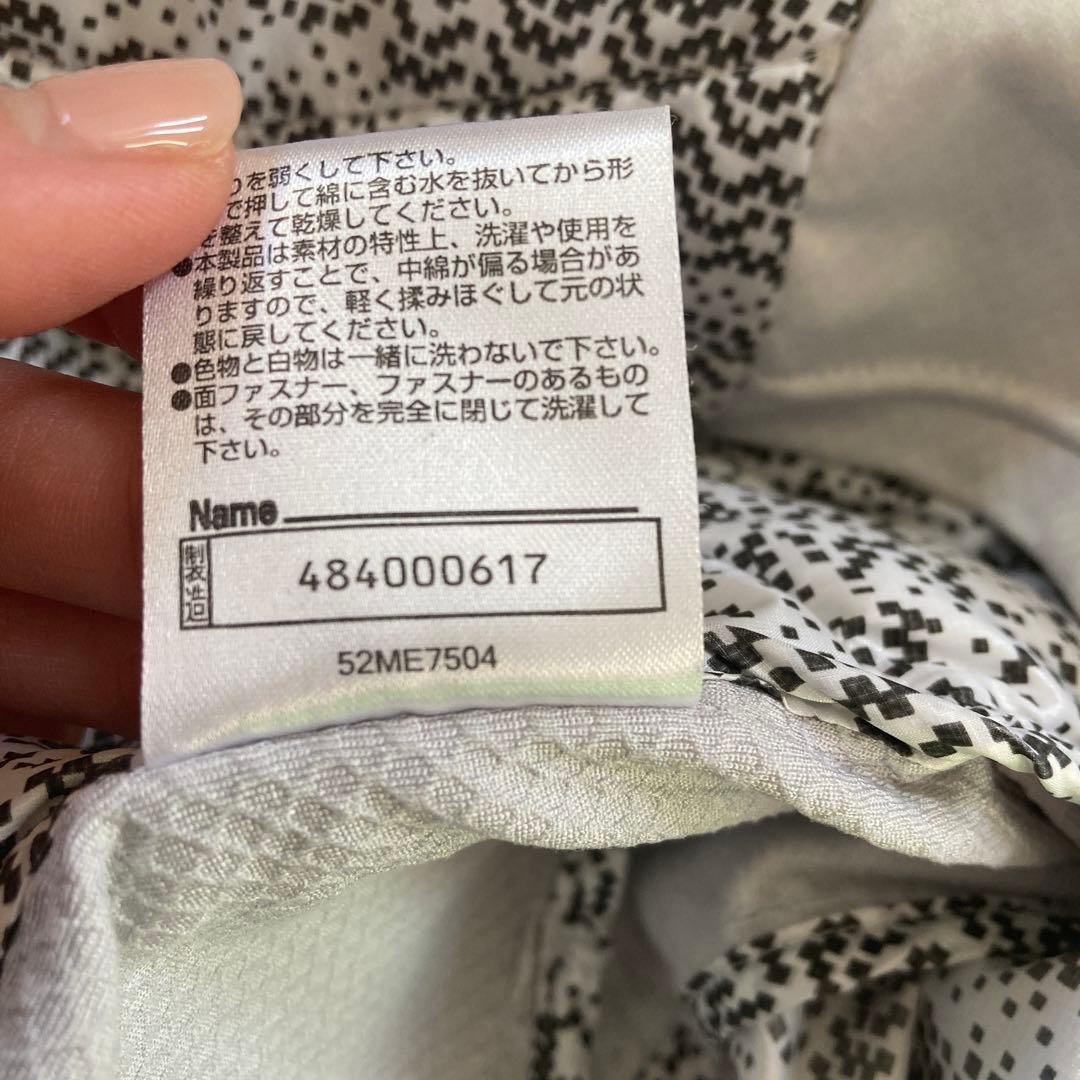 を弱くして下さい。
で押して綿に含む水を抜いてから形
を整えて乾燥してください。
●本製品は素材の特性上、洗濯や使用を
繰り返すことで、中綿が偏る場合があ
りますので、軽く揉みほぐして元の状
態に戻してください。
●色物と白物は一緒に洗わないで下さい。
●面ファスナー、ファスナーのあるもの
は、その部分を完全に閉じて洗濯して
下さい。
Name
484000617
52ME7504